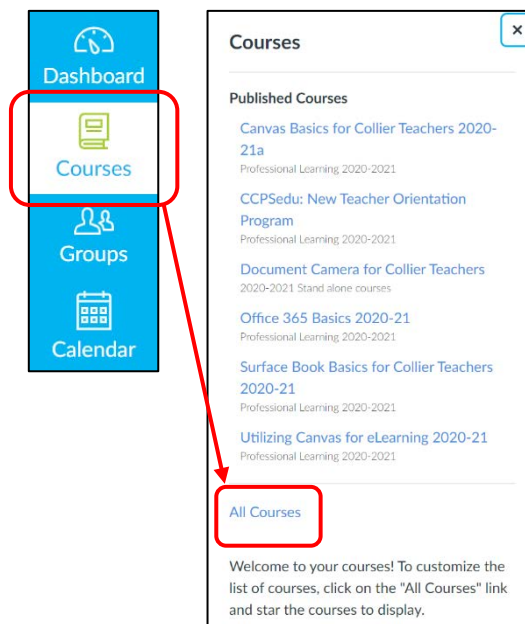 Dashboard
Courses
Groups
Calendar
Courses
×
Published Courses
Canvas Basics for Collier Teachers 2020-
21a
Professional Learning 2020-2021
CCPSedu: New Teacher Orientation
Program
Professional Learning 2020-2021
Document Camera for Collier Teachers
2020-2021 Stand alone courses
Office 365 Basics 2020-21
Professional Learning 2020-2021
Surface Book Basics for Collier Teachers
2020-21
Professional Learning 2020-2021
Utilizing Canvas for eLearning 2020-21
Professional Learning 2020-2021
All Courses
Welcome to your courses! To customize the
list of courses, click on the "All Courses" link
and star the courses to display.